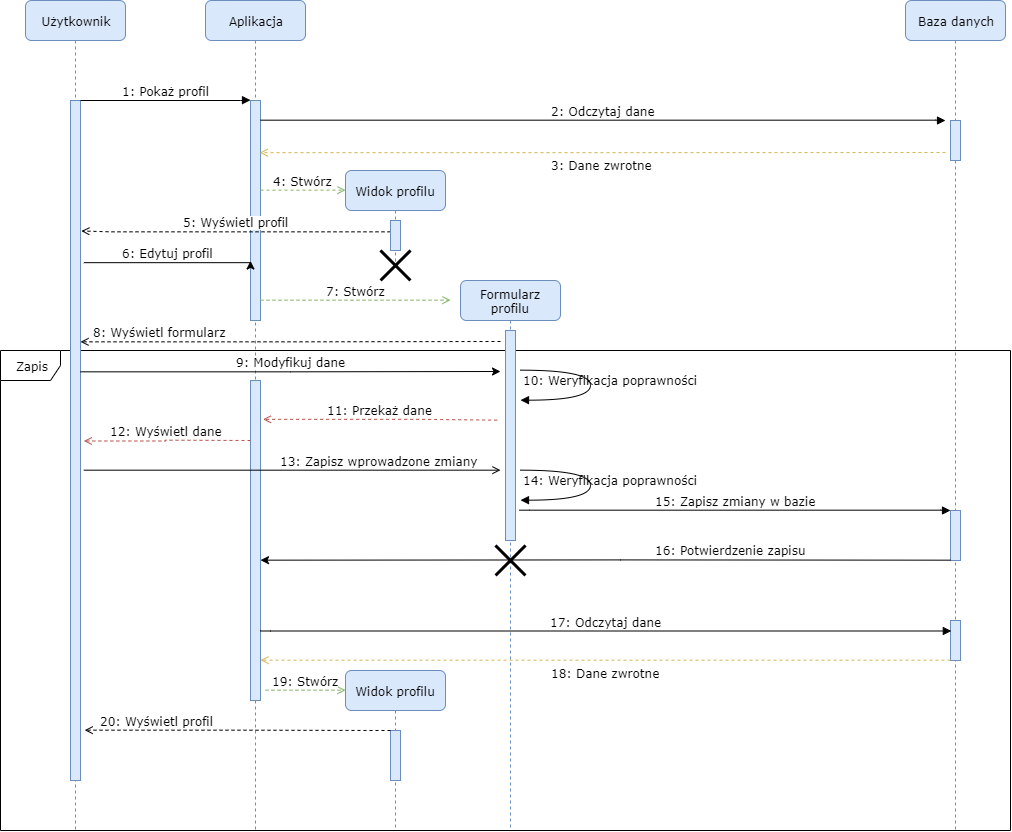 Użytkownik
Aplikacja
Baza danych
1: Pokaż profil
2: Odczytaj dane
3: Dane zwrotne
4: Stwórz
Widok profilu
5: Wyświetl profil
6: Edytuj profil
7: Stwórz
Formularz
profilu
8: Wyświetl formularz
Zapis
9: Modyfikuj dane
10: Weryfikacja poprawności
11: Przekaż dane
12: Wyświetl dane
13: Zapisz wprowadzone zmiany
14: Weryfikacja poprawności
15: Zapisz zmiany w bazie
16: Potwierdzenie zapisu
17: Odczytaj dane
18: Dane zwrotne
19: Stwórz
Widok profilu
20: Wyświetl profil